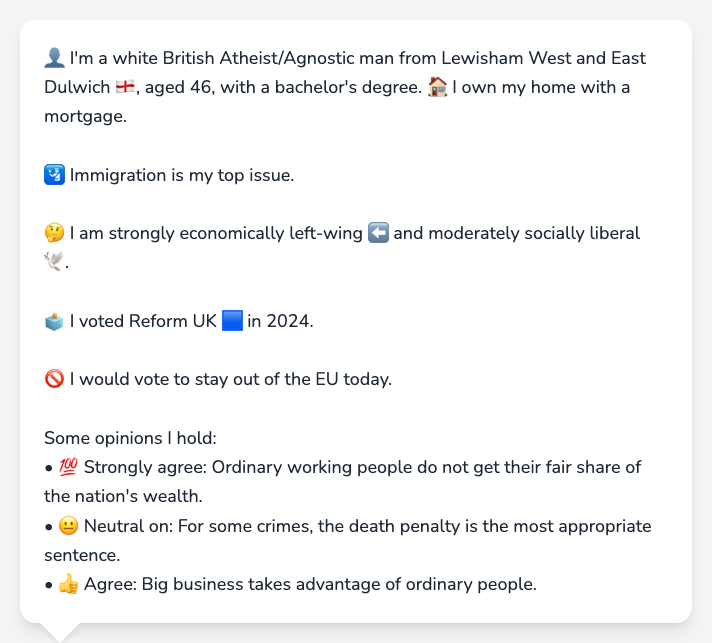 👤 I'm a white British Atheist/Agnostic man from Lewisham West and East
Dulwich 🏴󠁧󠁢󠁥󠁮󠁧󠁿, aged 46, with a bachelor's degree. 🏠 I own my home with a
mortgage.
🛂 Immigration is my top issue.
🤔 I am strongly economically left-wing ⬅️ and moderately socially liberal
🕊️.
🗳️ I voted Reform UK 🟦 in 2024.
🚫 I would vote to stay out of the EU today.
Some opinions I hold:
• 💯 Strongly agree: Ordinary working people do not get their fair share of
the nation's wealth.
• 😐 Neutral on: For some crimes, the death penalty is the most appropriate
sentence.
• 👍 Agree: Big business takes advantage of ordinary people.